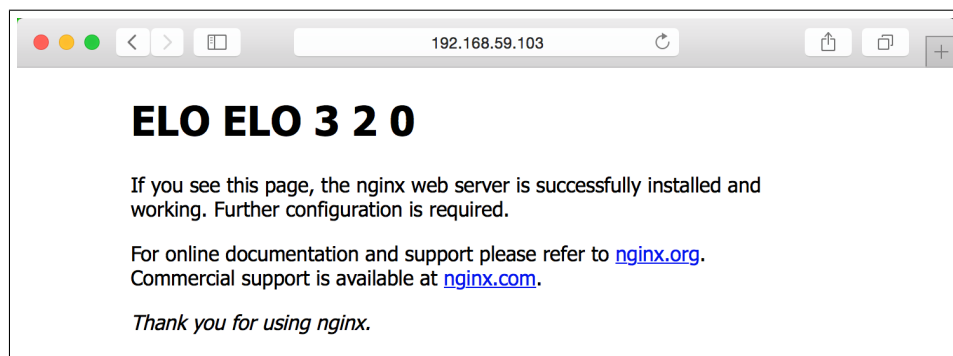 192.168.59.103
ELO ELO 3 2 0
If you see this page, the nginx web server is successfully installed and
working. Further configuration is required.
For online documentation and support please refer to nginx.org.
Commercial support is available at nginx.com.
Thank you for using nginx.